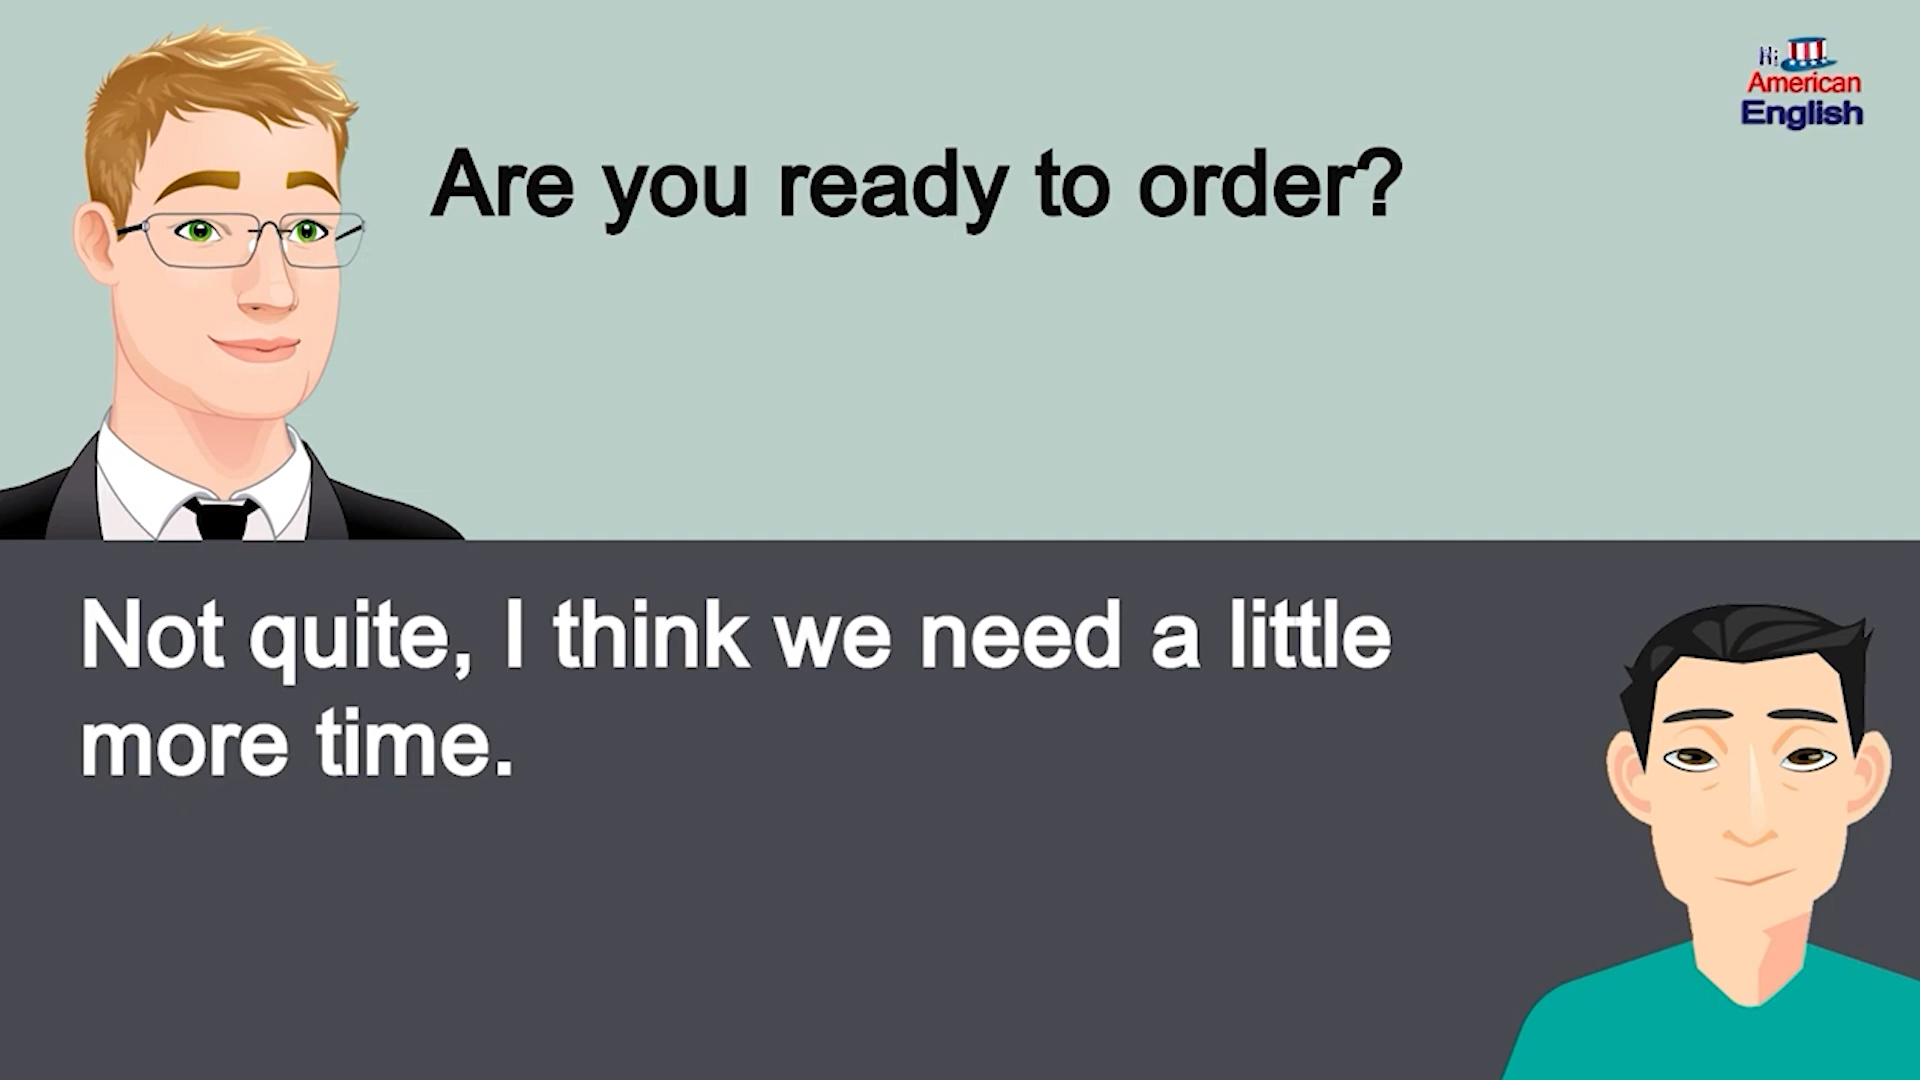 Hi
American
English
Are you ready to order?
Not quite, I think we need a little
more time.